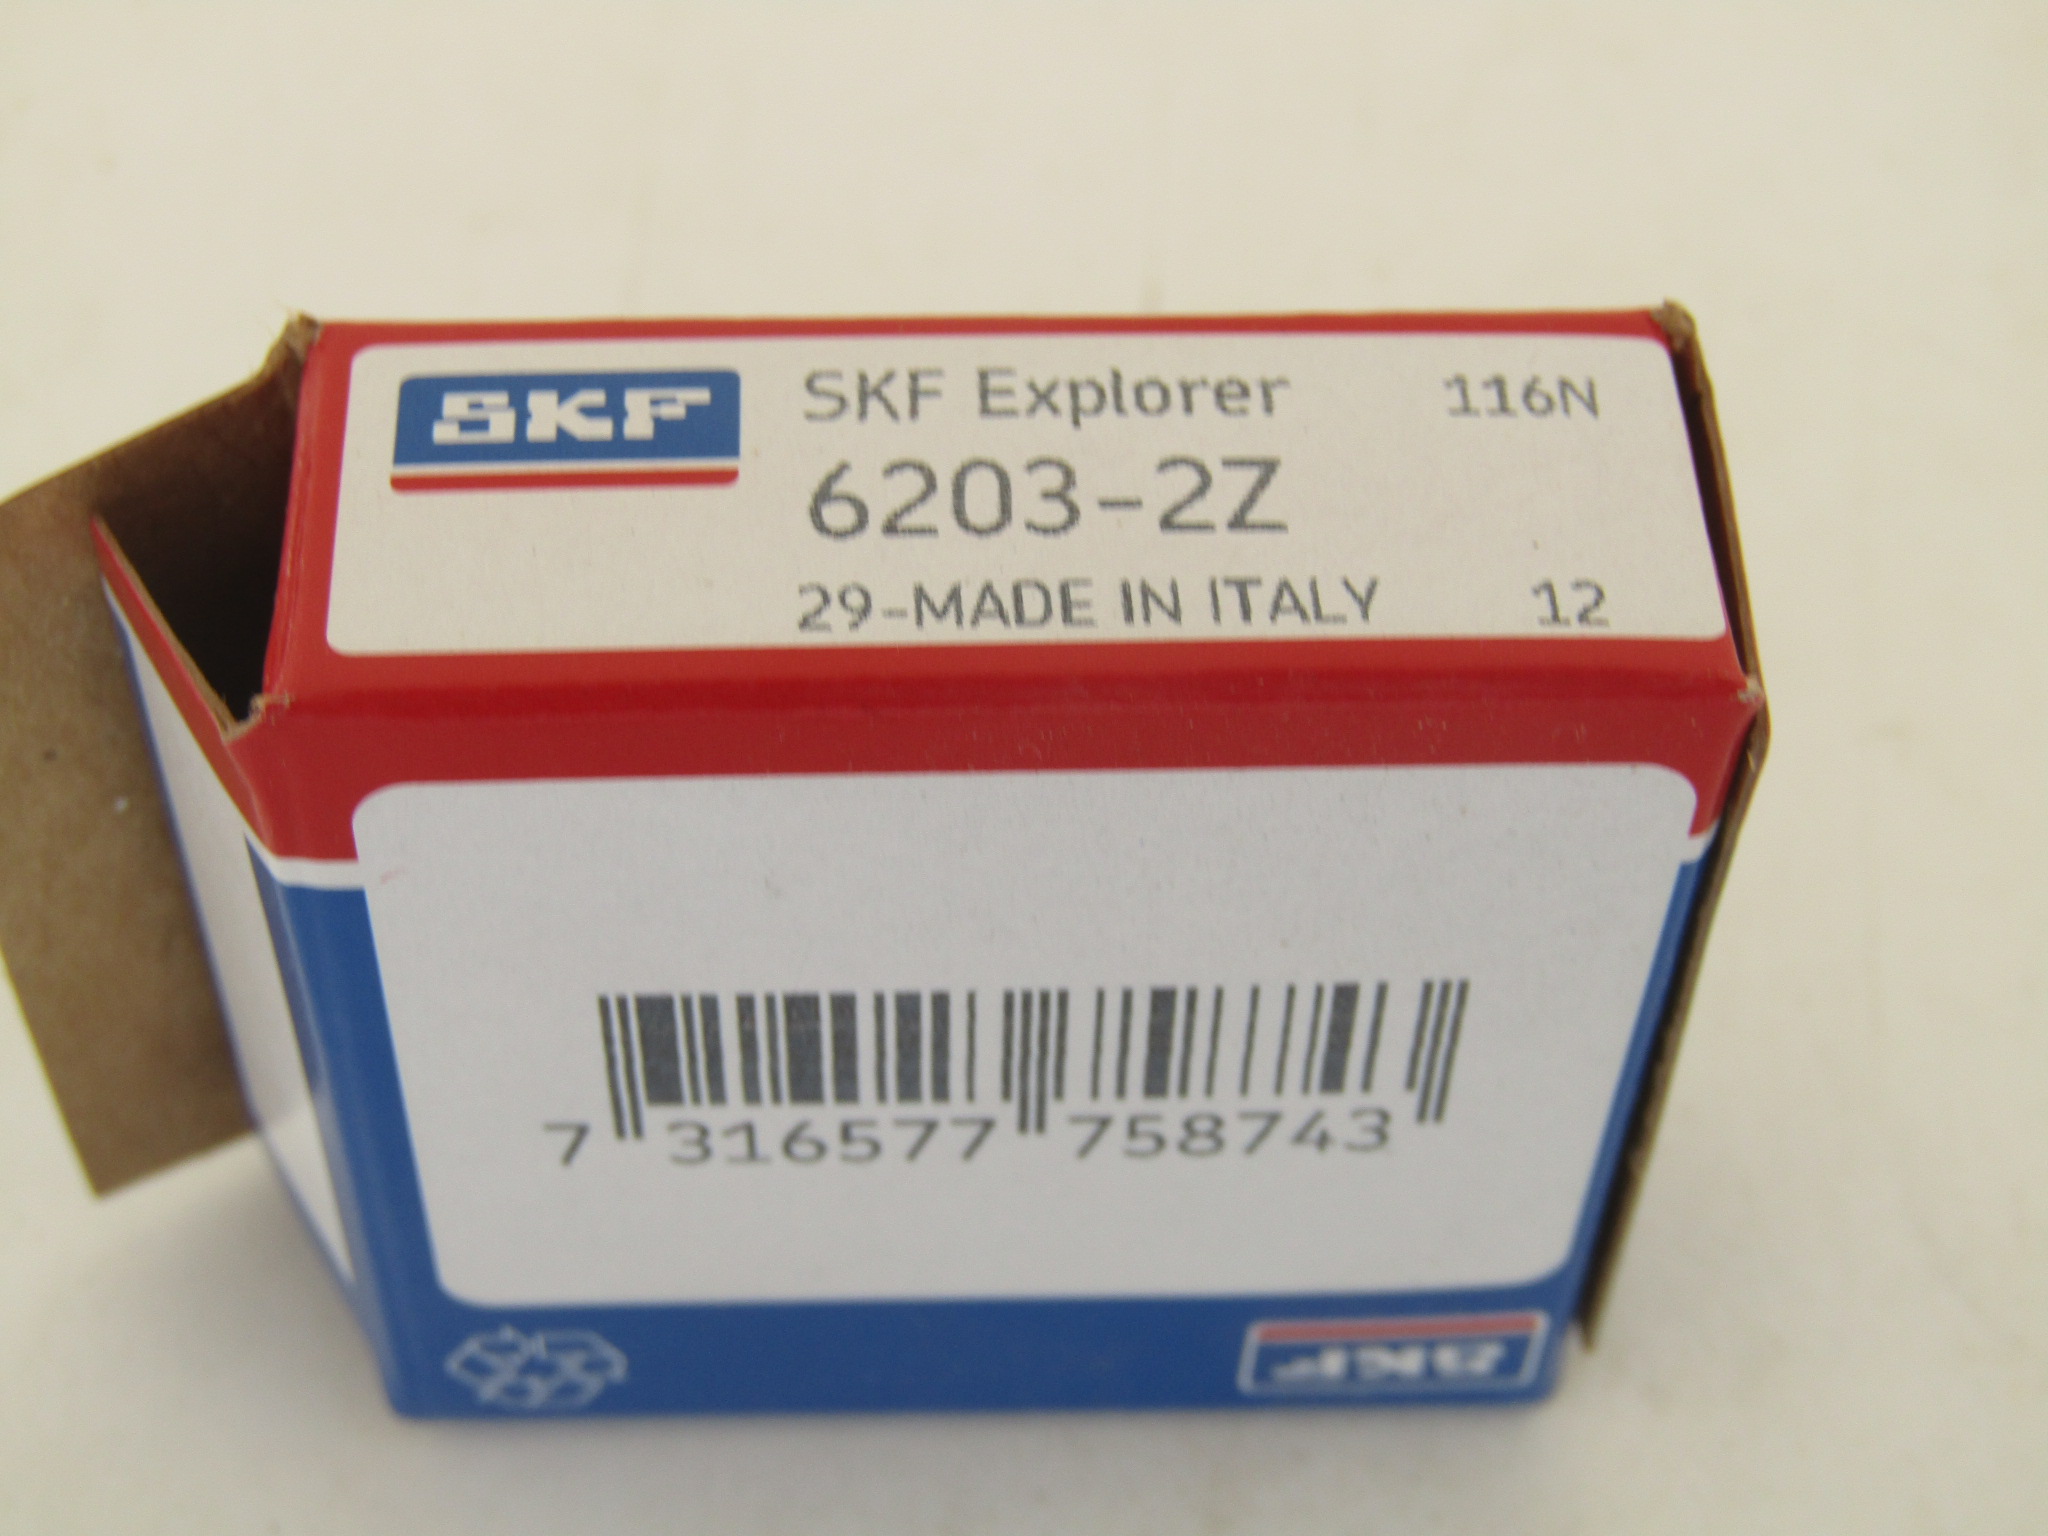 SKF
SKF Explorer 116N
6203-2Z
29-MADE IN ITALY 12
7 316577 758743
SKF